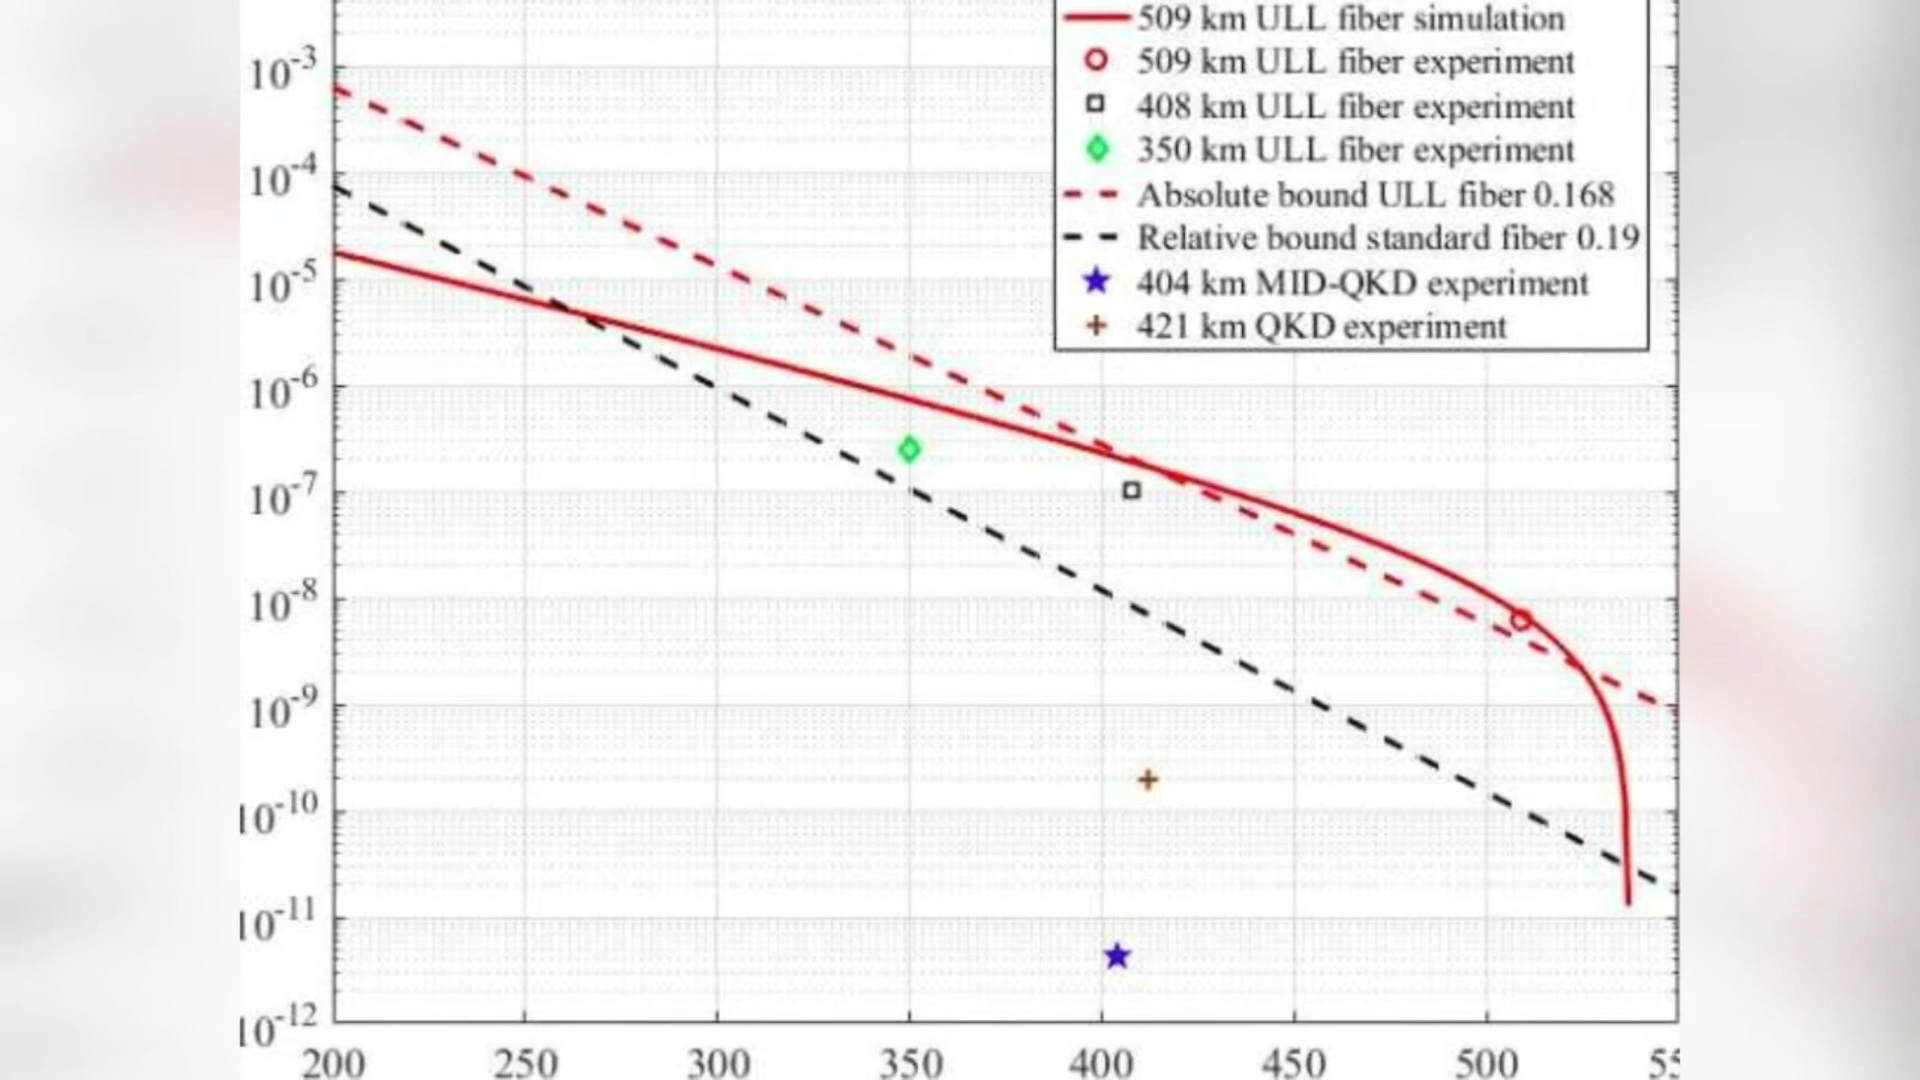 509 km ULL fiber simulation
509 km ULL fiber experiment
408 km ULL fiber experiment
350 km ULL fiber experiment
Absolute bound ULL fiber 0.168
Relative bound standard fiber 0.19
404 km MID-QKD experiment
421 km QKD experiment
10⁻³
10⁻⁴
10⁻⁵
10⁻⁶
10⁻⁷
10⁻⁸
10⁻⁹
10⁻¹⁰
10⁻¹¹
10⁻¹²
200 250 300 350 400 450 500